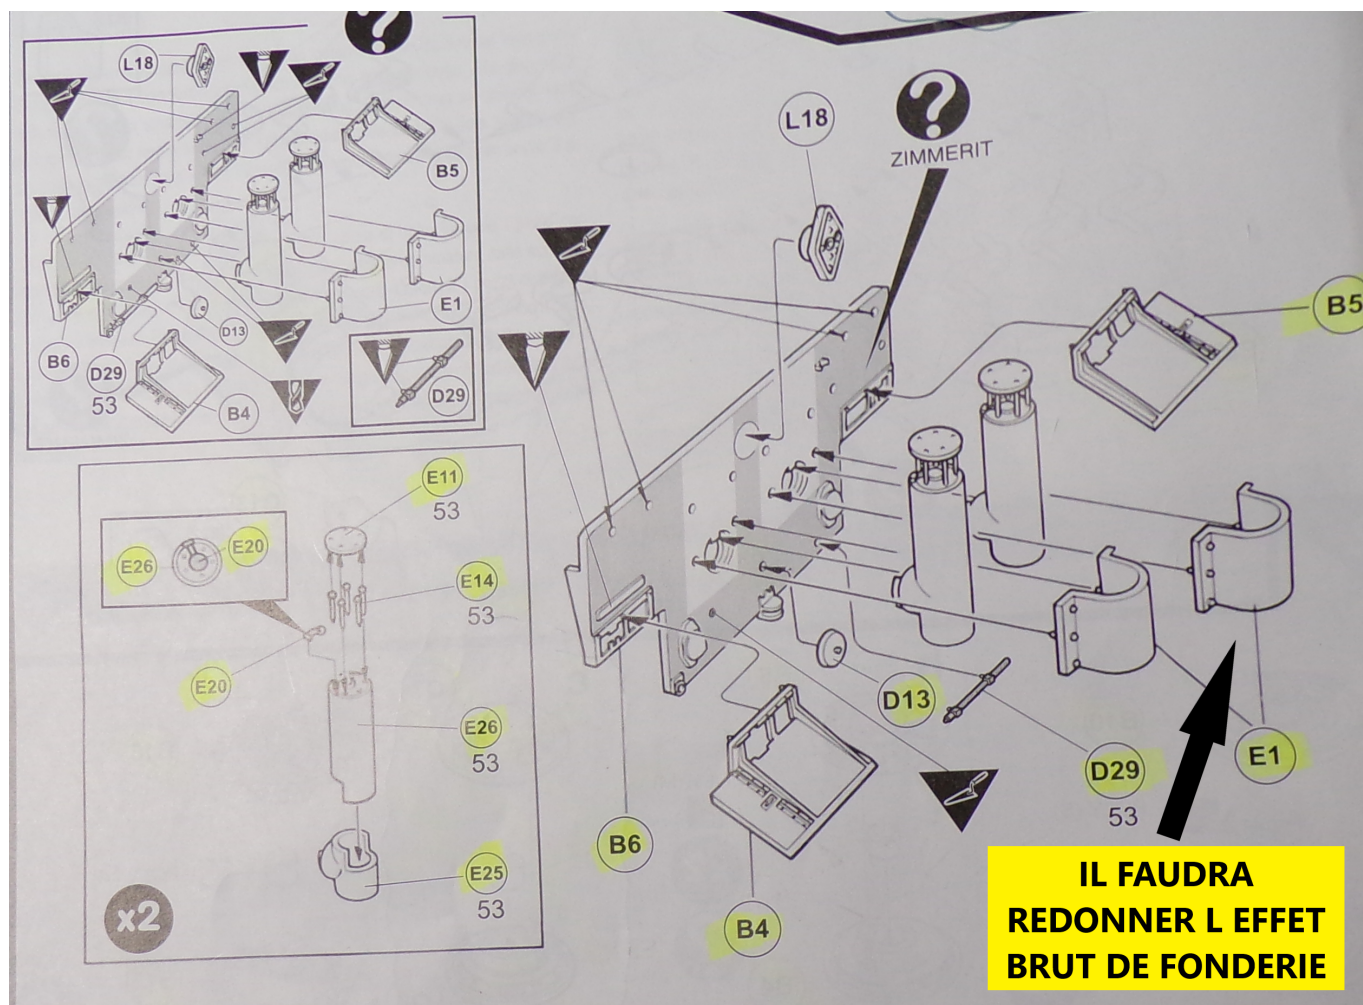 ?
L18
B5
E1
D13
B6
D29
53
B4
D29
E11
53
E26
E20
E14
53
E20
E26
53
E25
53
x2
L18
?
ZIMMERIT
B5
D13
D29
53
E1
B6
B4
IL FAUDRA
REDONNER L EFFET
BRUT DE FONDERIE